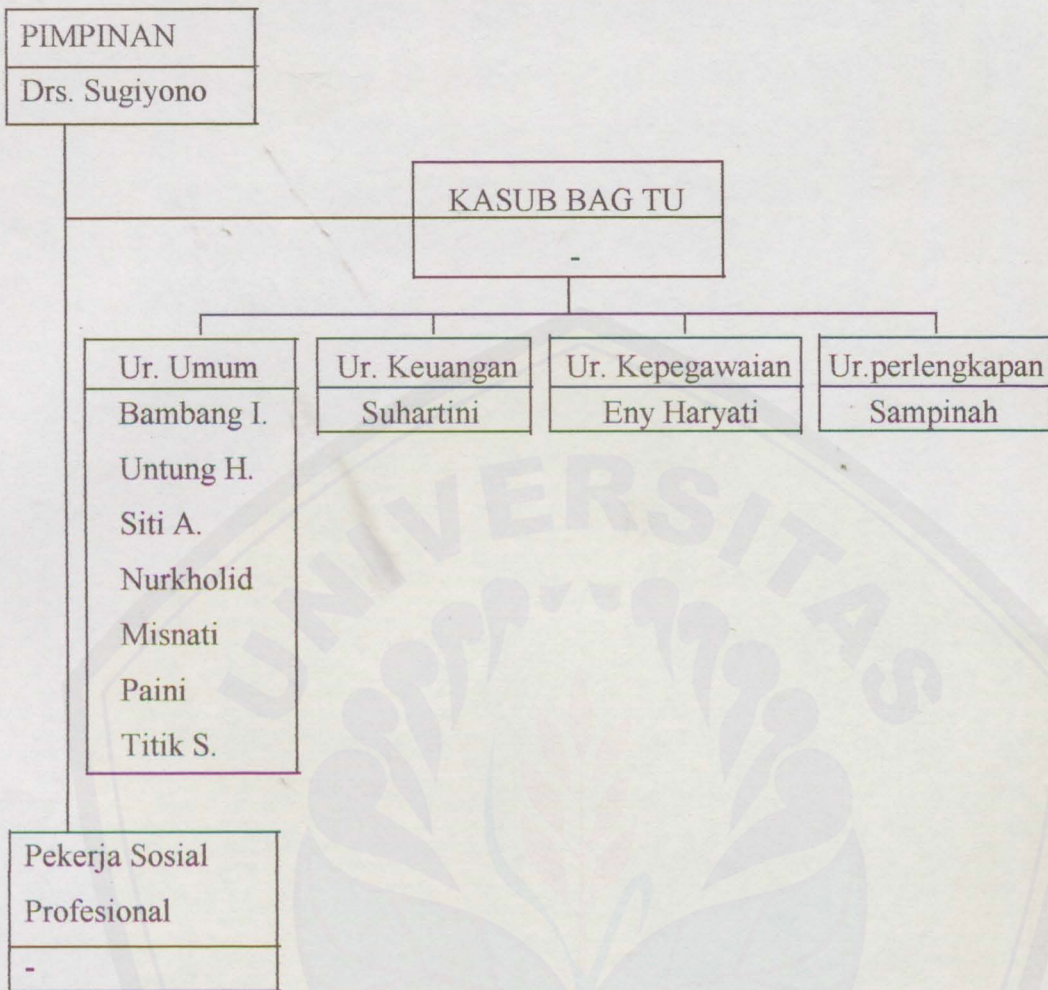 PIMPINAN
Drs. Sugiyono
KASUB BAG TU
-
Ur. Umum
Bambang I.
Untung H.
Siti A.
Nurkholid
Misnati
Paini
Titik S.
Ur. Keuangan
Suhartini
Ur. Kepegawaian
Eny Haryati
Ur.perlengkapan
Sampinah
Pekerja Sosial
Profesional
-
UNIVERSITAS